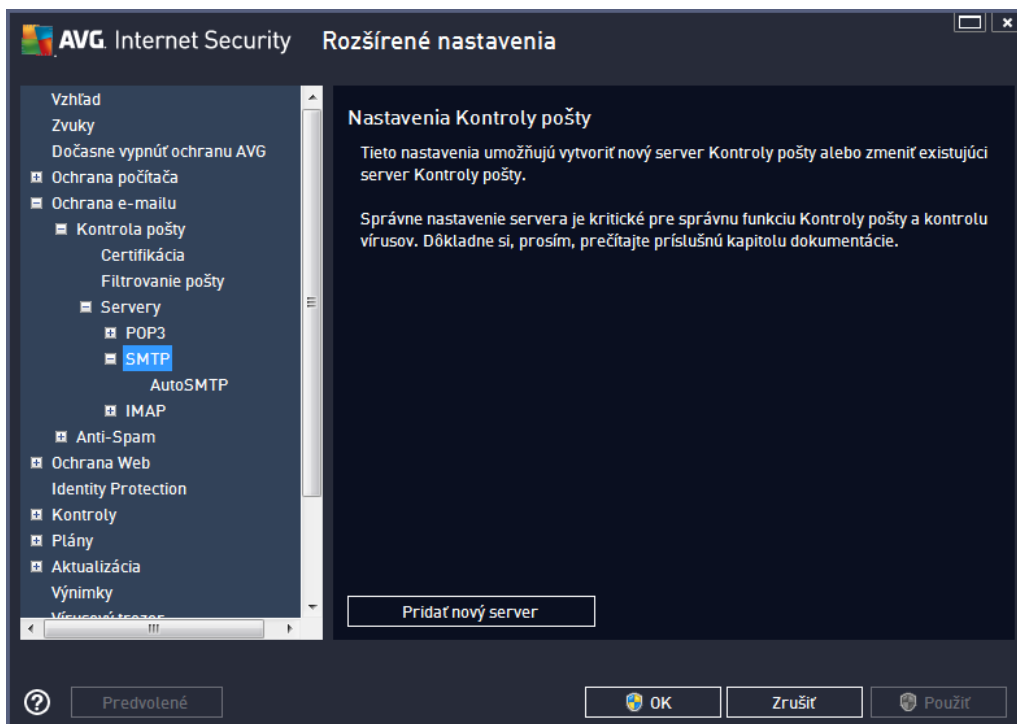 AVG. Internet Security Rozšírené nastavenia
Vzhľad
Zvuky
Dočasne vypnúť ochranu AVG
Ochrana počítača
Ochrana e-mailu
Kontrola pošty
Certifikácia
Filtrovanie pošty
Servery
POP3
SMTP
AutoSMTP
IMAP
Anti-Spam
Ochrana Web
Identity Protection
Kontroly
Plány
Aktualizácia
Výnimky
Vírusový trezor
Nastavenia Kontroly pošty
Tieto nastavenia umožňujú vytvoriť nový server Kontroly pošty alebo zmeniť existujúci
server Kontroly pošty.
Správne nastavenie servera je kritické pre správnu funkciu Kontroly pošty a kontrolu
vírusov. Dôkladne si, prosím, prečítajte príslušnú kapitolu dokumentácie.
Pridať nový server
Predvolené
OK
Zrušiť
Použiť